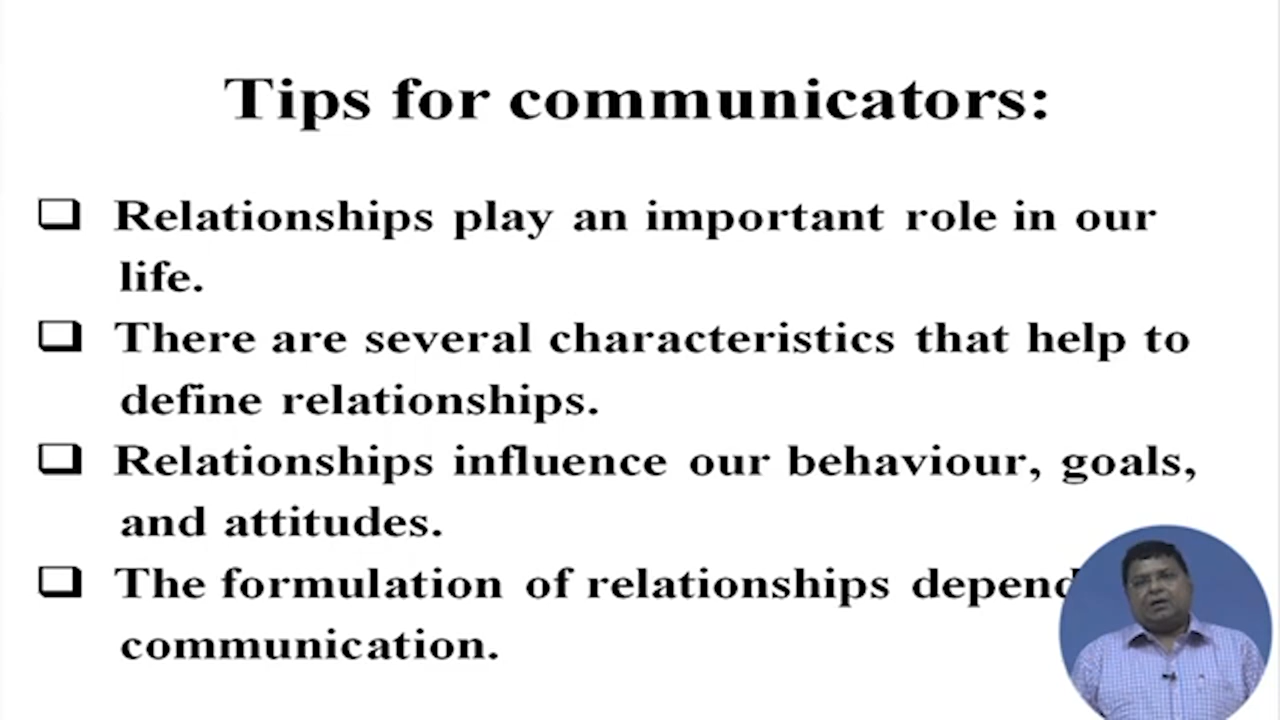 Tips for communicators:
❑ Relationships play an important role in our
life.
❑ There are several characteristics that help to
define relationships.
❑ Relationships influence our behaviour, goals,
and attitudes.
❑ The formulation of relationships depend
communication.